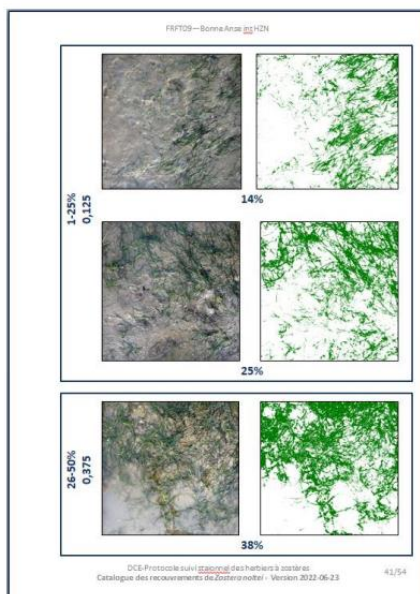 FRFT09 — Bonne Anse int HZN
1-25%
0,125
14%
25%
26-50%
0,375
38%
DCE-Protocole suivi stationnel des herbiers à zostères
Catalogue des recouvrements de Zostera noltei - Version 2022-06-23
41/54